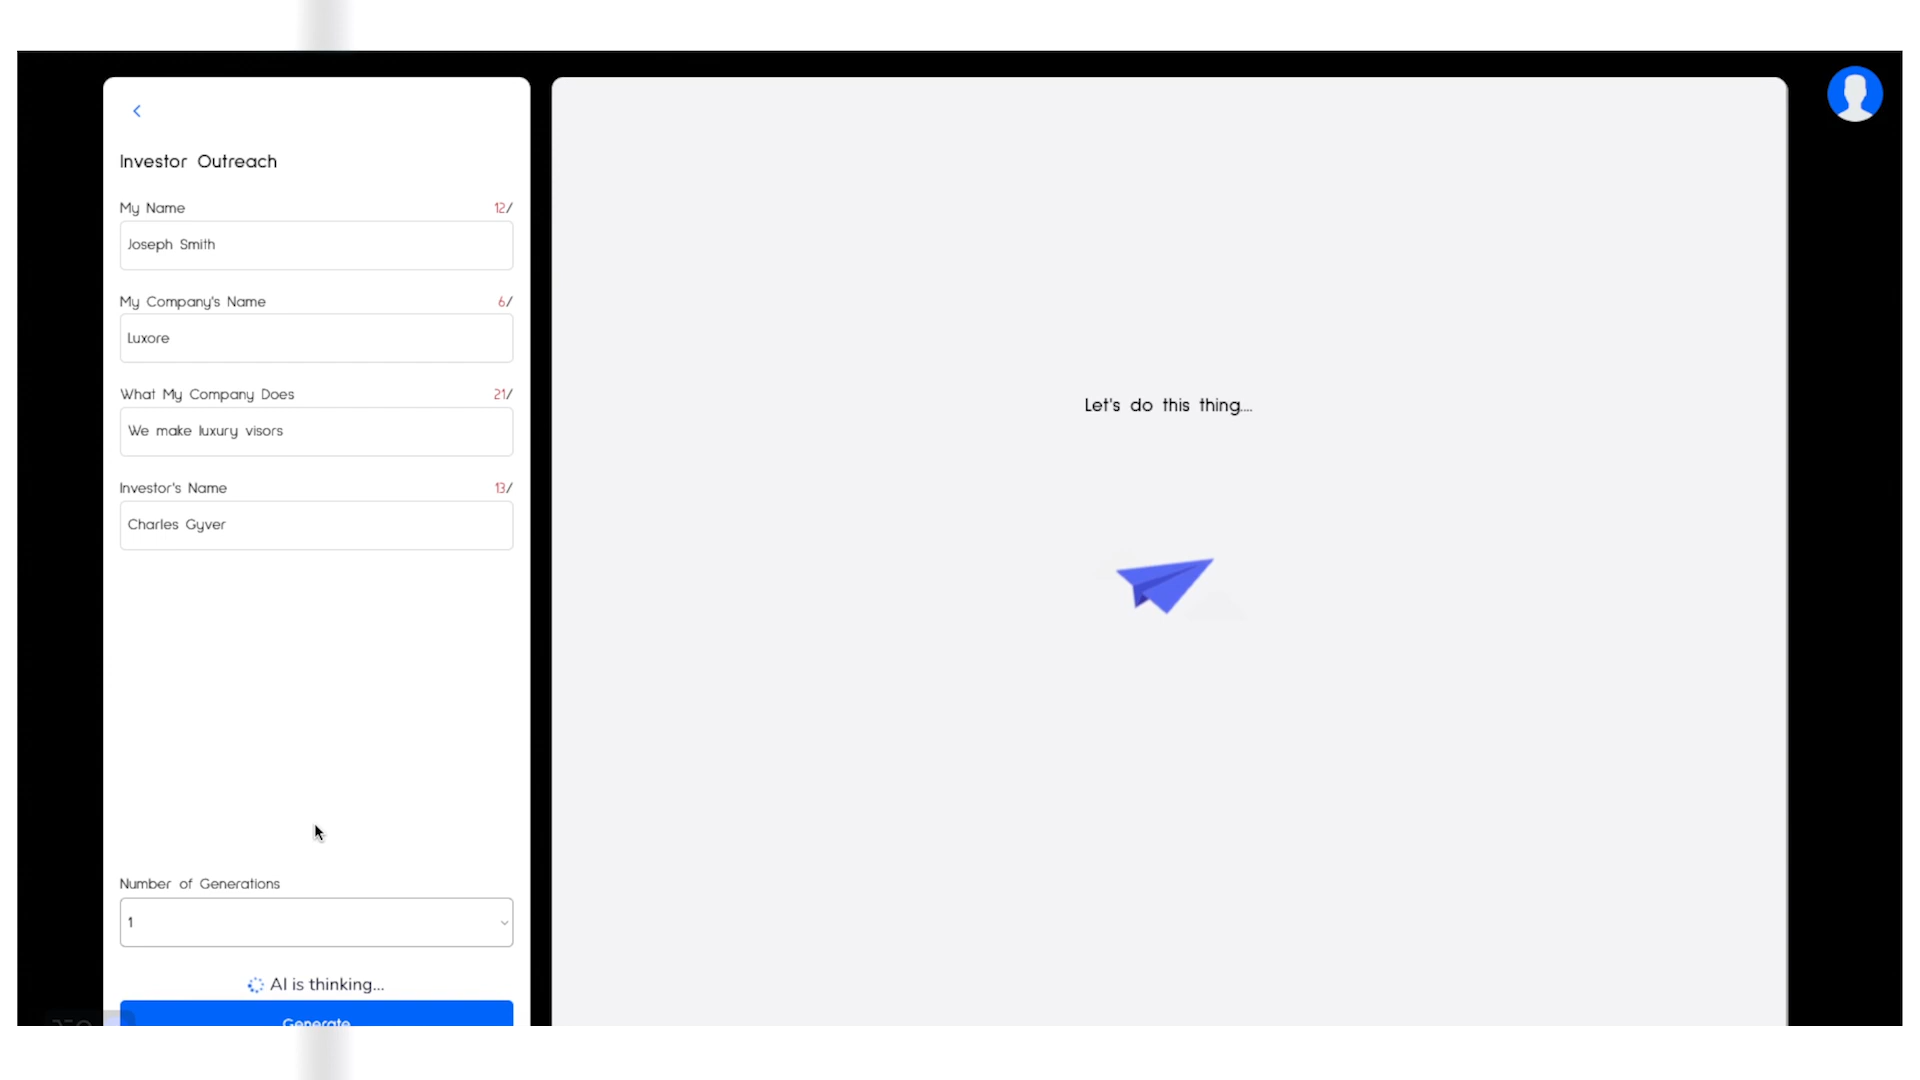 Investor Outreach
My Name 12/
Joseph Smith
My Company's Name 6/
Luxore
What My Company Does 21/
We make luxury visors
Investor's Name 13/
Charles Gyver
Number of Generations
1
AI is thinking...
Generate
Let's do this thing....